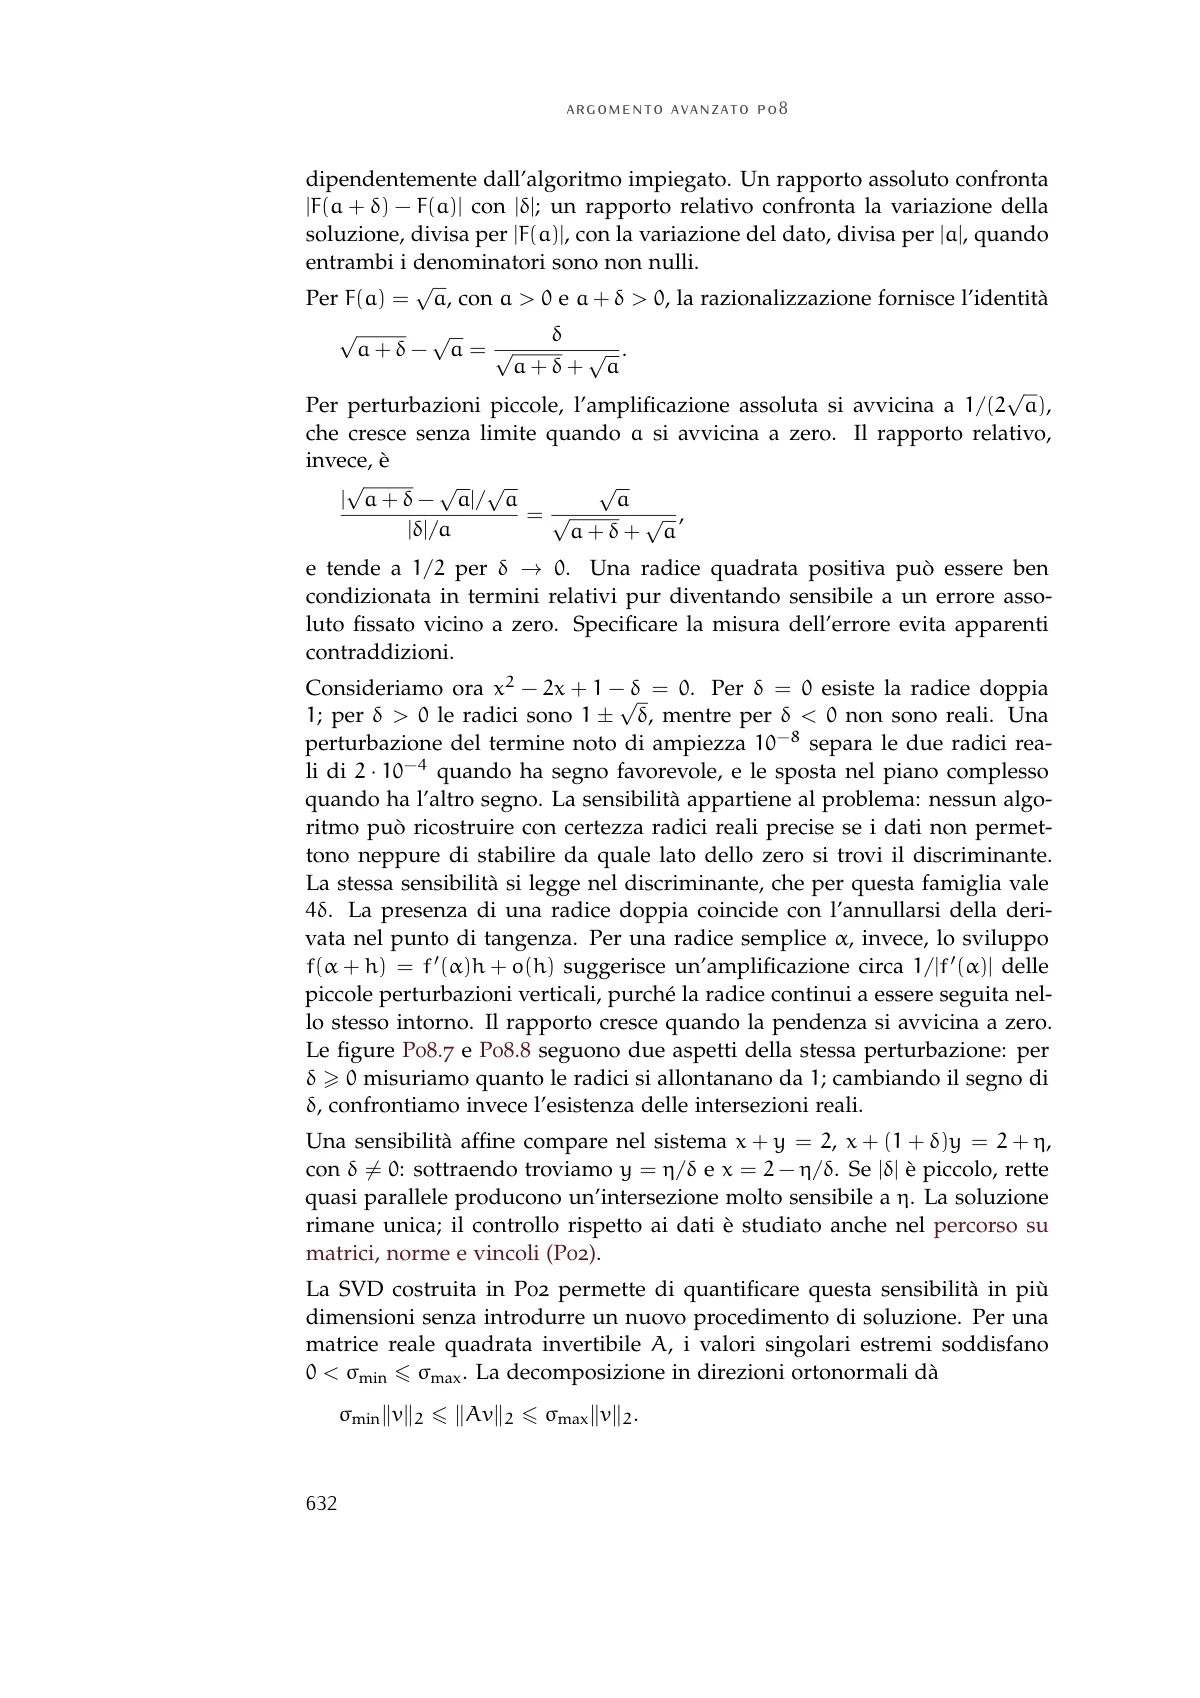 ARGOMENTO AVANZATO P08
dipendentemente dall'algoritmo impiegato. Un rapporto assoluto confronta
|F(a + δ) − F(a)| con |δ|; un rapporto relativo confronta la variazione della
soluzione, divisa per |F(a)|, con la variazione del dato, divisa per |a|, quando
entrambi i denominatori sono non nulli.
Per F(a) = √a, con a > 0 e a + δ > 0, la razionalizzazione fornisce l'identità
√(a + δ) − √a = δ / (√(a + δ) + √a).
Per perturbazioni piccole, l'amplificazione assoluta si avvicina a 1/(2√a),
che cresce senza limite quando a si avvicina a zero. Il rapporto relativo,
invece, è
(|√(a + δ) − √a|/√a) / (|δ|/a) = √a / (√(a + δ) + √a),
e tende a 1/2 per δ → 0. Una radice quadrata positiva può essere ben
condizionata in termini relativi pur diventando sensibile a un errore asso-
luto fissato vicino a zero. Specificare la misura dell'errore evita apparenti
contraddizioni.
Consideriamo ora x² − 2x + 1 − δ = 0. Per δ = 0 esiste la radice doppia
1; per δ > 0 le radici sono 1 ± √δ, mentre per δ < 0 non sono reali. Una
perturbazione del termine noto di ampiezza 10⁻⁸ separa le due radici rea-
li di 2 · 10⁻⁴ quando ha segno favorevole, e le sposta nel piano complesso
quando ha l'altro segno. La sensibilità appartiene al problema: nessun algo-
ritmo può ricostruire con certezza radici reali precise se i dati non permet-
tono neppure di stabilire da quale lato dello zero si trovi il discriminante.
La stessa sensibilità si legge nel discriminante, che per questa famiglia vale
4δ. La presenza di una radice doppia coincide con l'annullarsi della deri-
vata nel punto di tangenza. Per una radice semplice α, invece, lo sviluppo
f(α + h) = f′(α)h + o(h) suggerisce un'amplificazione circa 1/|f′(α)| delle
piccole perturbazioni verticali, purché la radice continui a essere seguita nel-
lo stesso intorno. Il rapporto cresce quando la pendenza si avvicina a zero.
Le figure P08.7 e P08.8 seguono due aspetti della stessa perturbazione: per
δ ⩾ 0 misuriamo quanto le radici si allontanano da 1; cambiando il segno di
δ, confrontiamo invece l'esistenza delle intersezioni reali.
Una sensibilità affine compare nel sistema x + y = 2, x + (1 + δ)y = 2 + η,
con δ ≠ 0: sottraendo troviamo y = η/δ e x = 2 − η/δ. Se |δ| è piccolo, rette
quasi parallele producono un'intersezione molto sensibile a η. La soluzione
rimane unica; il controllo rispetto ai dati è studiato anche nel percorso su
matrici, norme e vincoli (P02).
La SVD costruita in P02 permette di quantificare questa sensibilità in più
dimensioni senza introdurre un nuovo procedimento di soluzione. Per una
matrice reale quadrata invertibile A, i valori singolari estremi soddisfano
0 < σmin ⩽ σmax. La decomposizione in direzioni ortonormali dà
σmin‖v‖₂ ⩽ ‖Av‖₂ ⩽ σmax‖v‖₂.
632